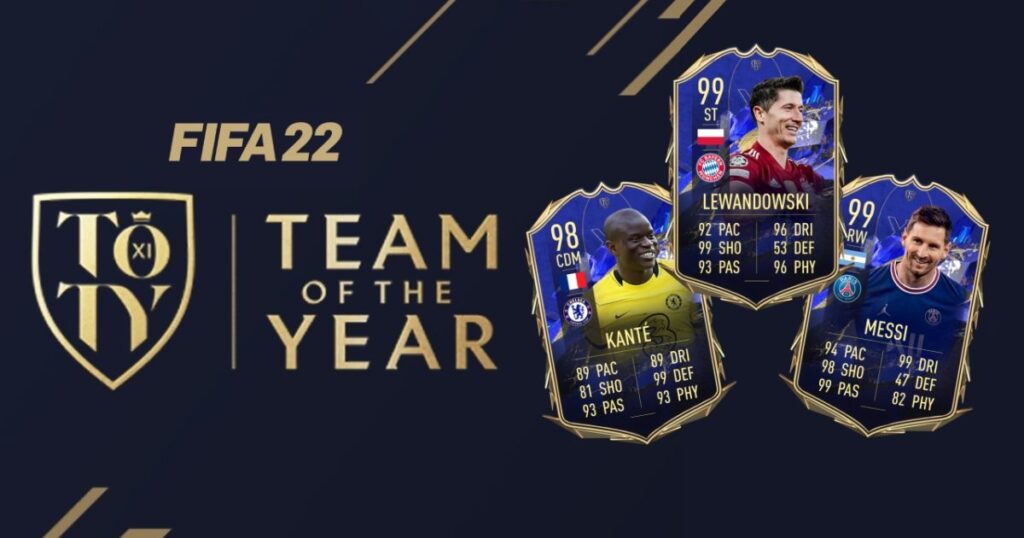 FIFA 22
TO XI
TY
TEAM
OF THE
YEAR
98
CDM
KANTÉ
89 PAC 89 DRI
81 SHO 99 DEF
93 PAS 93 PHY
99
ST
LEWANDOWSKI
92 PAC 96 DRI
99 SHO 53 DEF
93 PAS 96 PHY
99
RW
MESSI
94 PAC 99 DRI
98 SHO 47 DEF
99 PAS 82 PHY